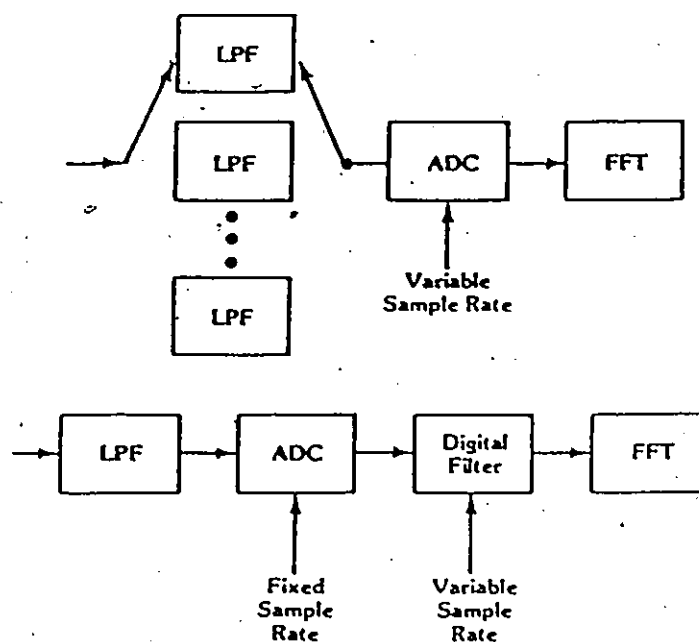 LPF
LPF
ADC
FFT
LPF
Variable
Sample Rate
LPF
ADC
Digital
Filter
FFT
Fixed
Sample
Rate
Variable
Sample
Rate